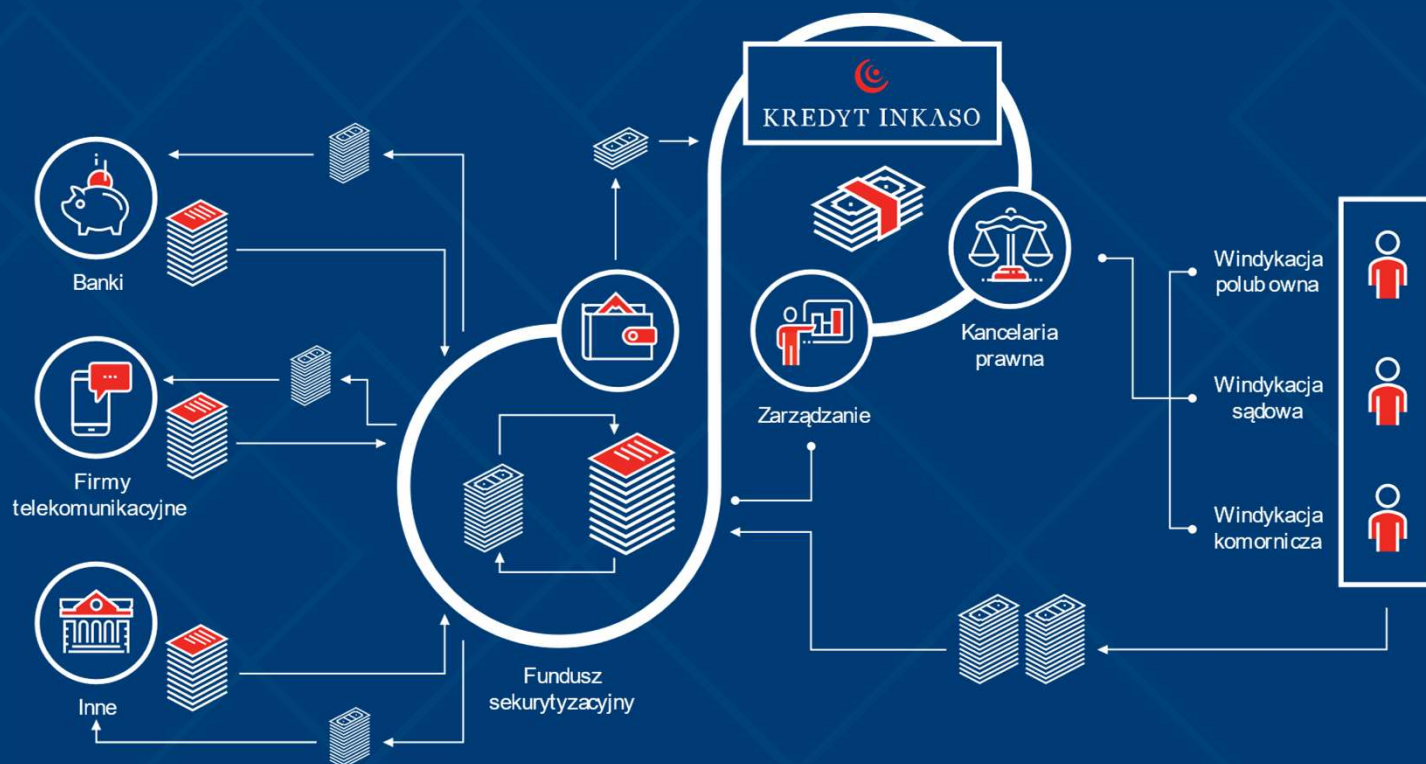 KREDYT INKASO
Banki
Firmy
telekomunikacyjne
Inne
Fundusz
sekurytyzacyjny
Zarządzanie
Kancelaria
prawna
Windykacja
polubowna
Windykacja
sądowa
Windykacja
komornicza